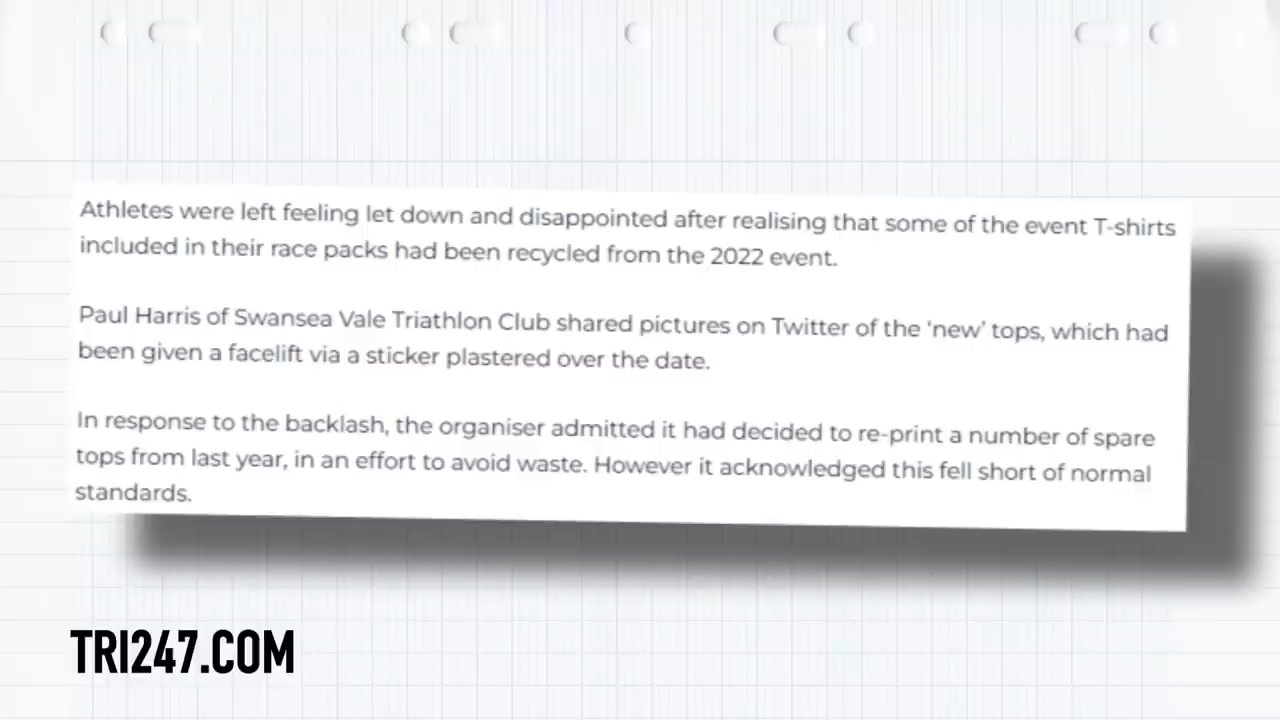 Athletes were left feeling let down and disappointed after realising that some of the event T-shirts
included in their race packs had been recycled from the 2022 event.
Paul Harris of Swansea Vale Triathlon Club shared pictures on Twitter of the ‘new’ tops, which had
been given a facelift via a sticker plastered over the date.
In response to the backlash, the organiser admitted it had decided to re-print a number of spare
tops from last year, in an effort to avoid waste. However it acknowledged this fell short of normal
standards.
TRI247.COM